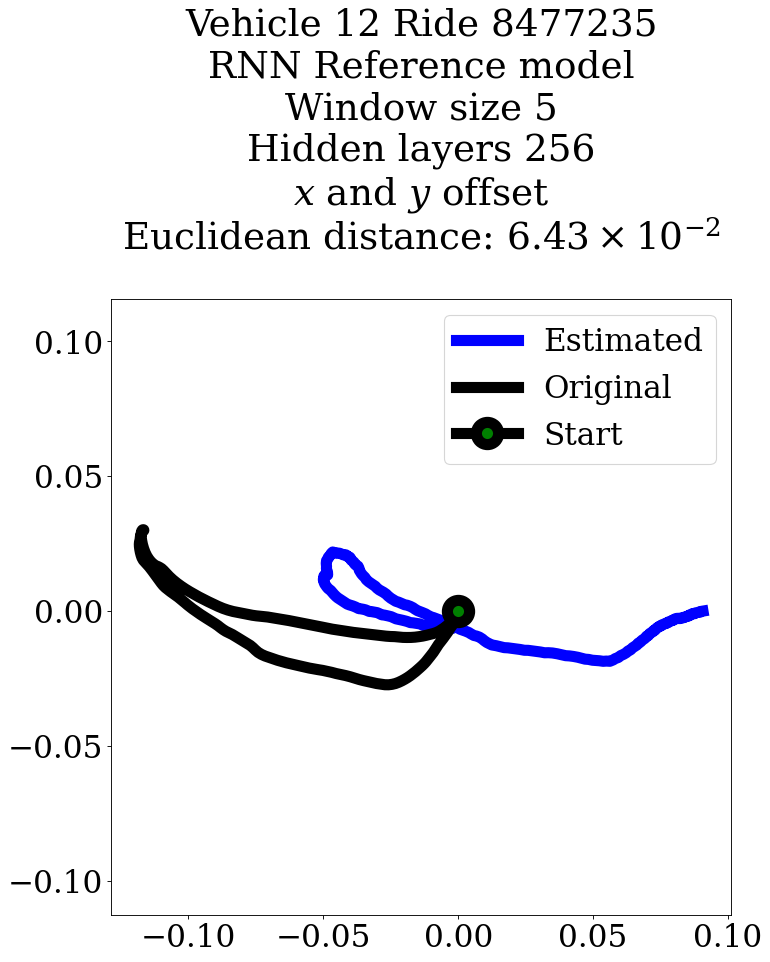 Vehicle 12 Ride 8477235
RNN Reference model
Window size 5
Hidden layers 256
x and y offset
Euclidean distance: 6.43 × 10⁻²
Estimated
Original
Start
0.10
0.05
0.00
−0.05
−0.10
−0.10
−0.05
0.00
0.05
0.10